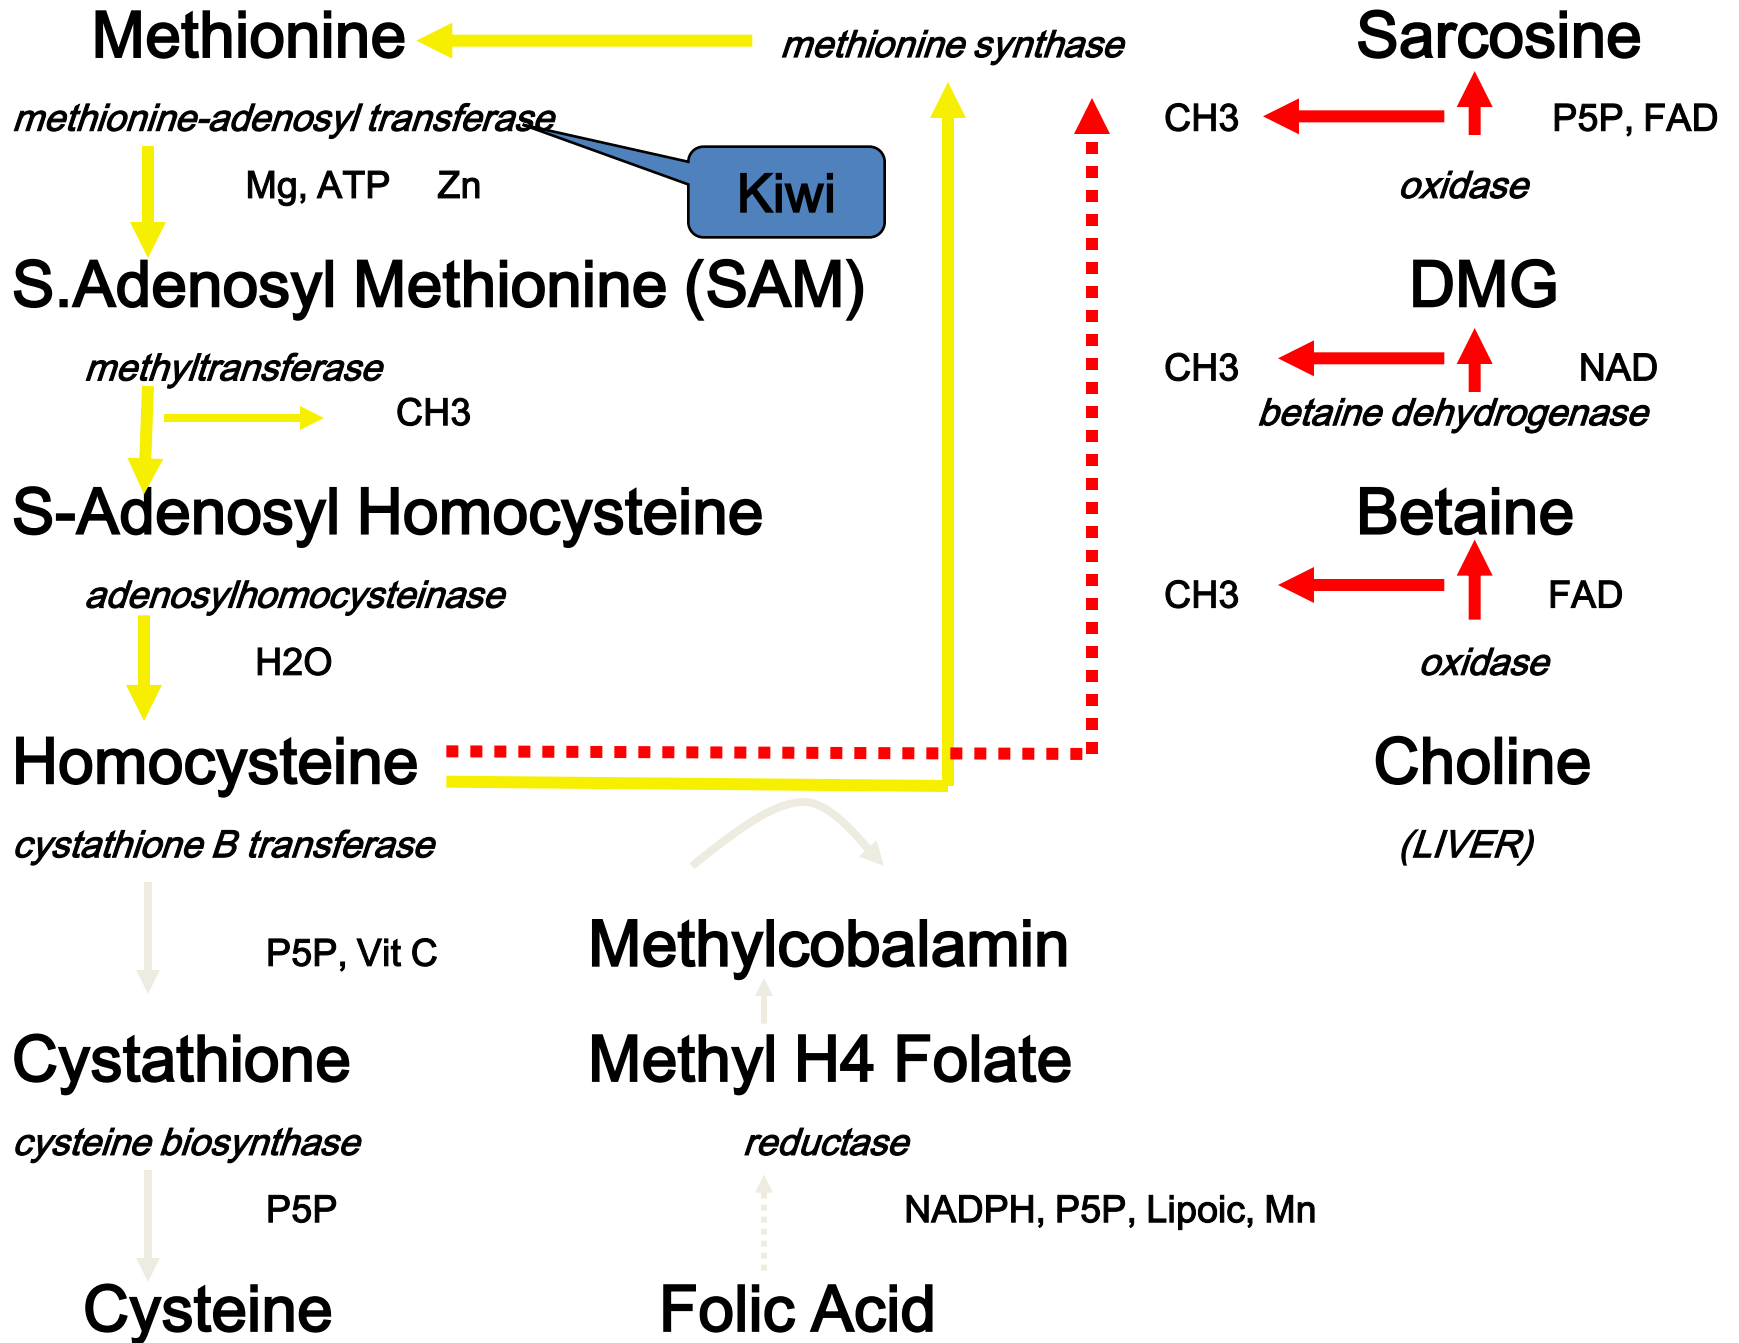 Methionine
methionine synthase
Sarcosine
methionine-adenosyl transferase
CH3
P5P, FAD
Mg, ATP Zn
Kiwi
oxidase
S.Adenosyl Methionine (SAM)
DMG
methyltransferase
CH3
NAD
CH3
betaine dehydrogenase
S-Adenosyl Homocysteine
Betaine
adenosylhomocysteinase
CH3
FAD
H2O
oxidase
Homocysteine
Choline
cystathione B transferase
(LIVER)
P5P, Vit C
Methylcobalamin
Cystathione
Methyl H4 Folate
cysteine biosynthase
reductase
P5P
NADPH, P5P, Lipoic, Mn
Cysteine
Folic Acid